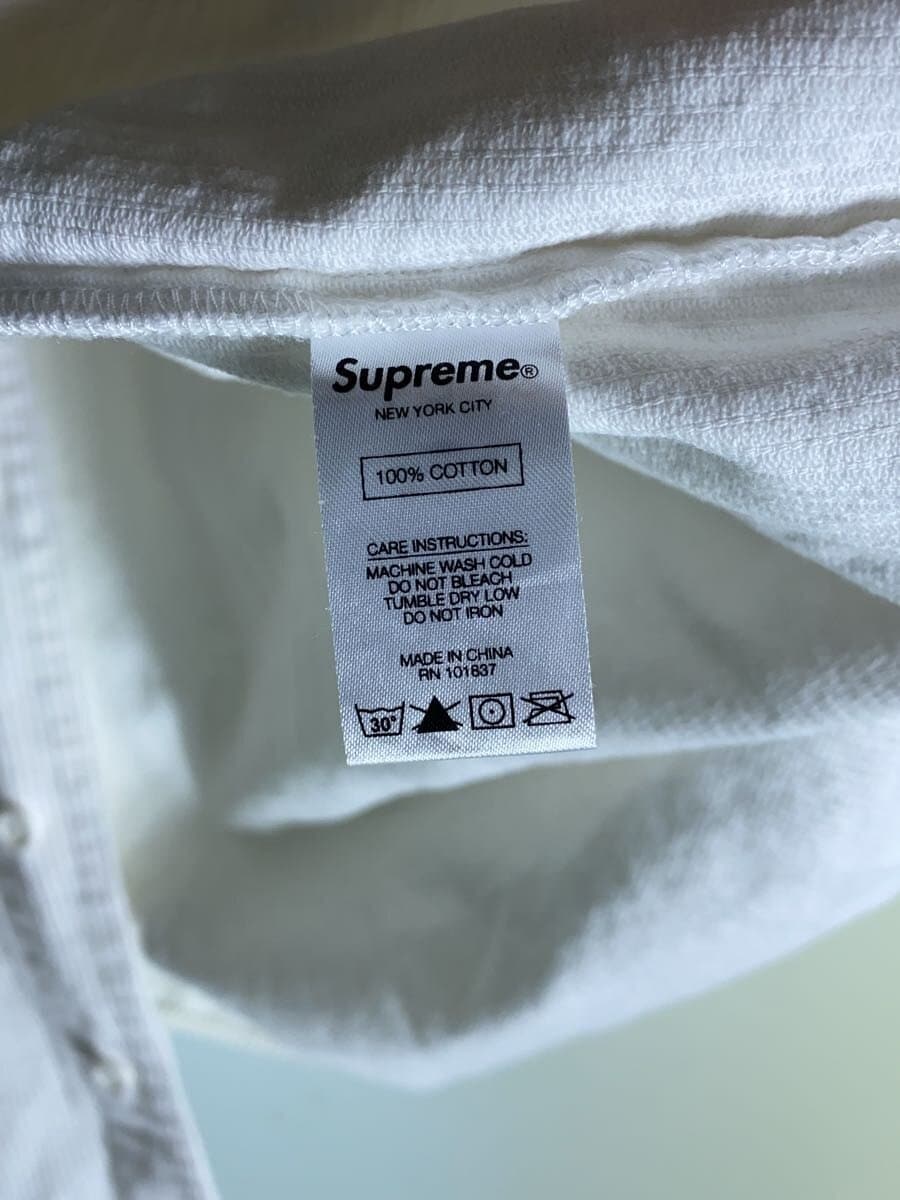 Supreme®
NEW YORK CITY
100% COTTON
CARE INSTRUCTIONS:
MACHINE WASH COLD
DO NOT BLEACH
TUMBLE DRY LOW
DO NOT IRON
MADE IN CHINA
RN 101837
30°